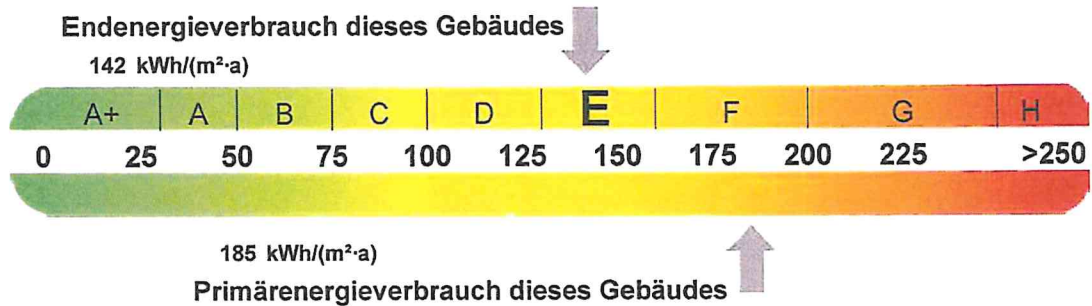 Endenergieverbrauch dieses Gebäudes
142 kWh/(m²·a)
A+ A B C D E F G H
0 25 50 75 100 125 150 175 200 225 >250
185 kWh/(m²·a)
Primärenergieverbrauch dieses Gebäudes